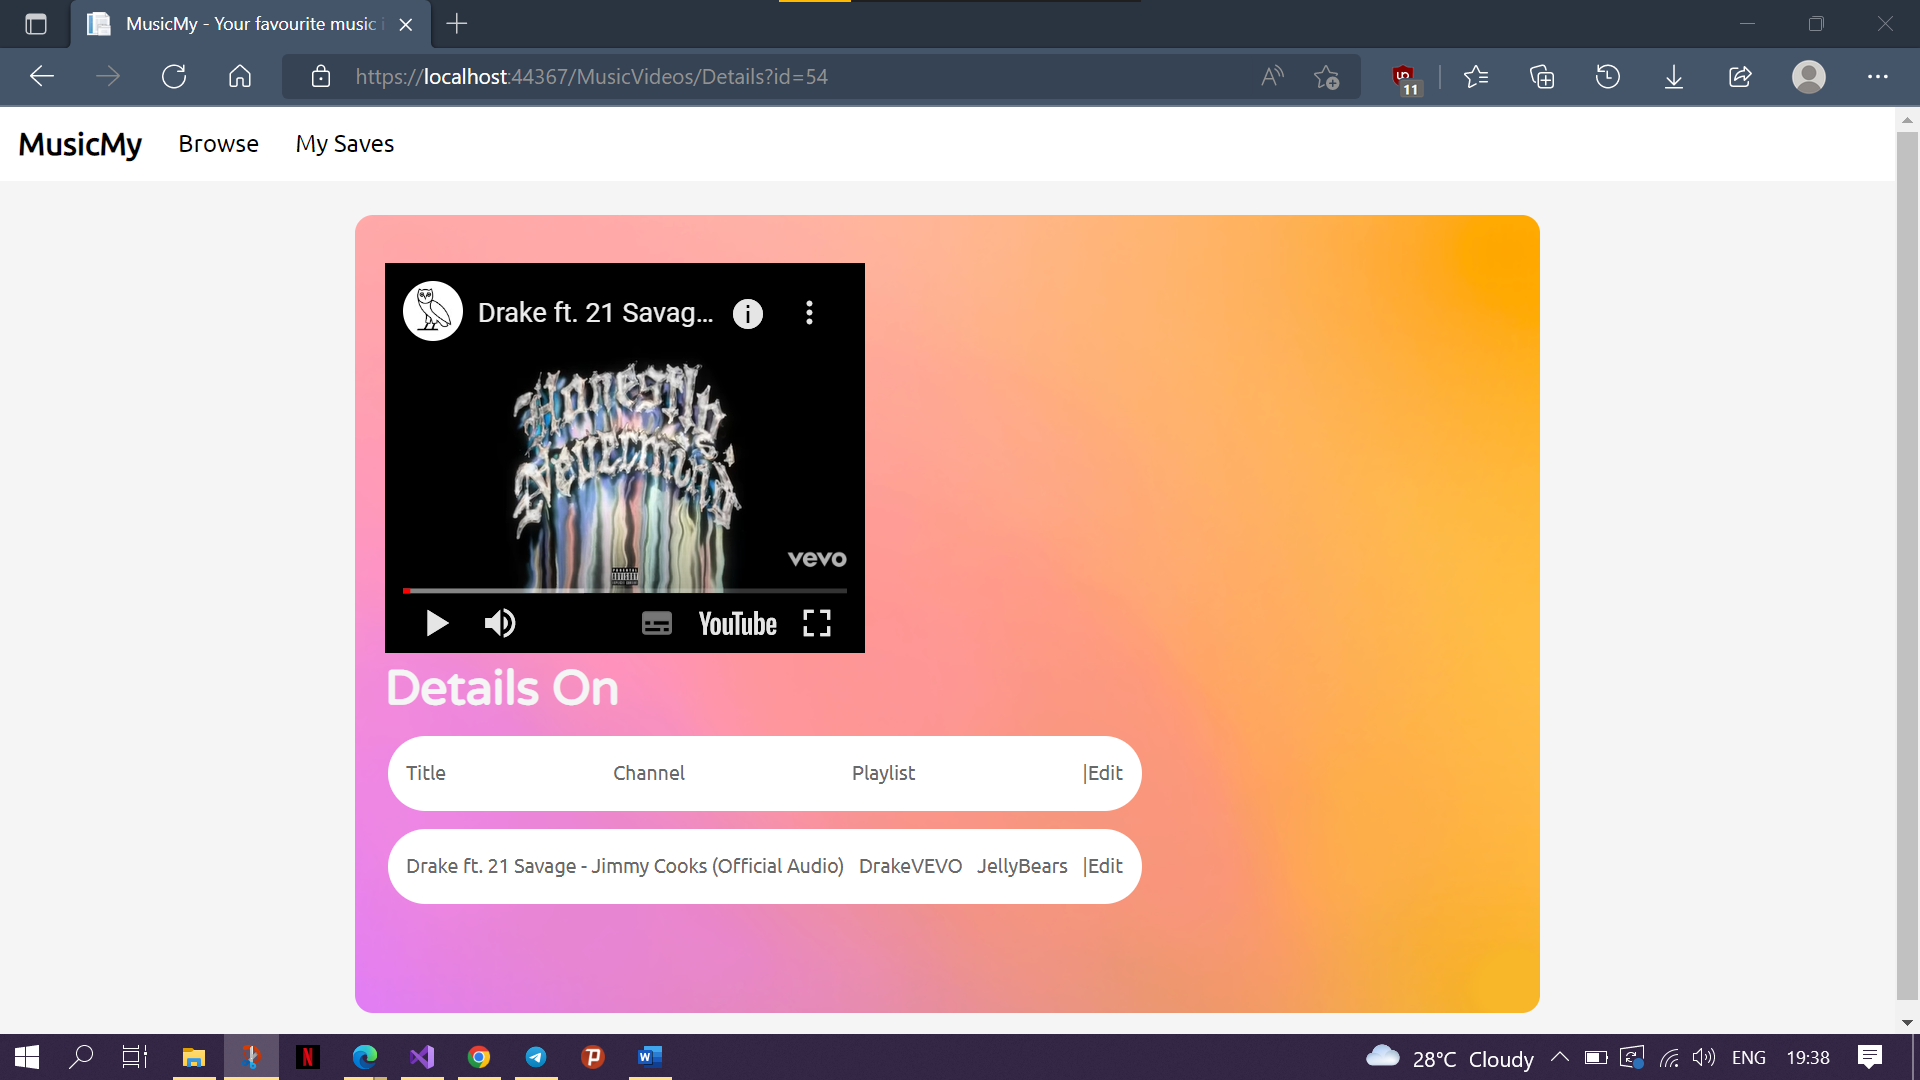 MusicMy - Your favourite music i
https://localhost:44367/MusicVideos/Details?id=54
11
MusicMy Browse My Saves
Drake ft. 21 Savag...
Honestly,
Nevermind
vevo
YouTube
Details On
Title Channel Playlist |Edit
Drake ft. 21 Savage - Jimmy Cooks (Official Audio) DrakeVEVO JellyBears |Edit
28°C Cloudy ENG 19:38